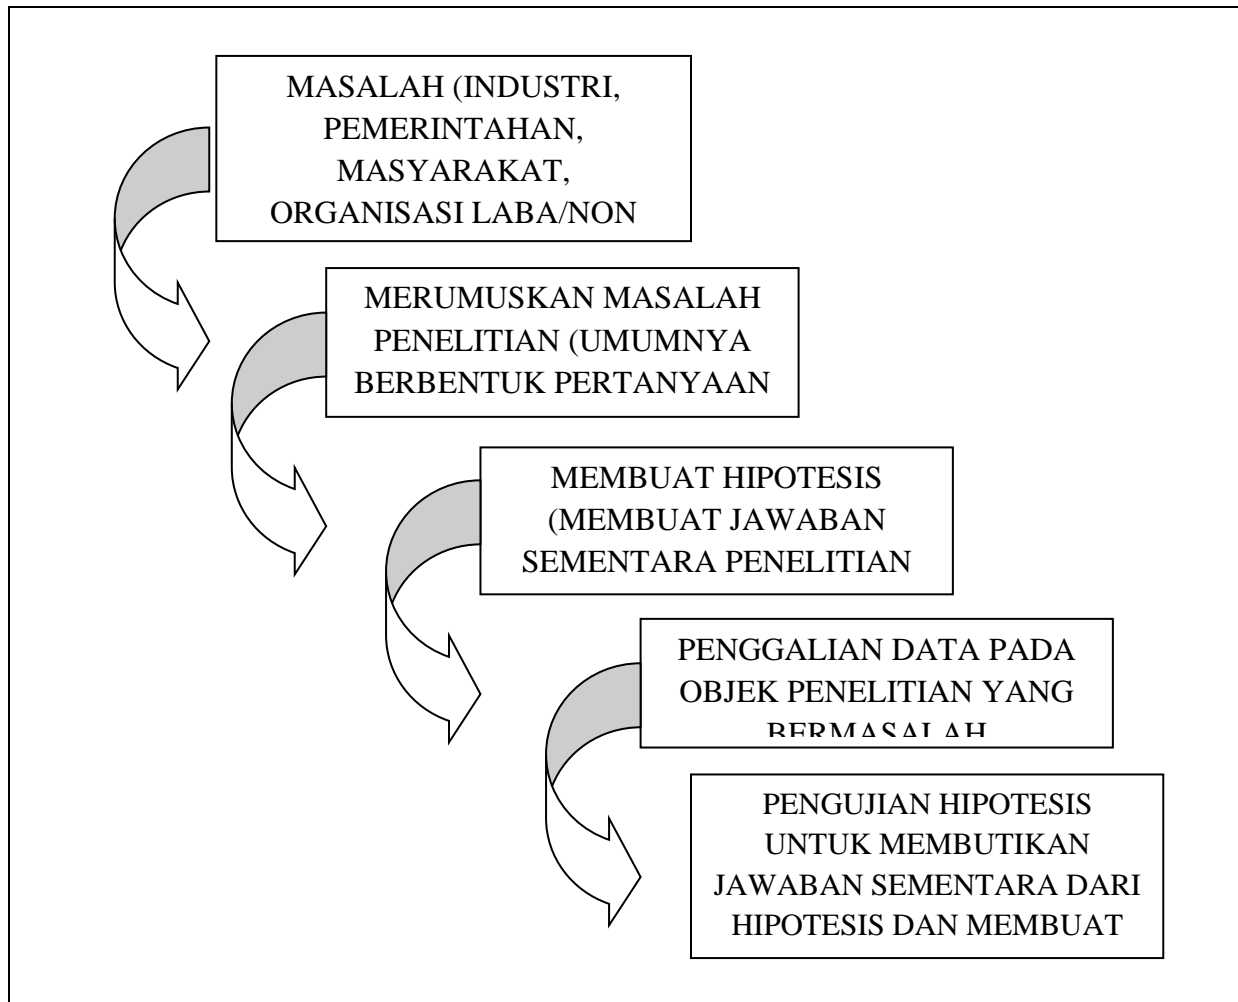 MASALAH (INDUSTRI,
PEMERINTAHAN,
MASYARAKAT,
ORGANISASI LABA/NON
MERUMUSKAN MASALAH
PENELITIAN (UMUMNYA
BERBENTUK PERTANYAAN
MEMBUAT HIPOTESIS
(MEMBUAT JAWABAN
SEMENTARA PENELITIAN
PENGGALIAN DATA PADA
OBJEK PENELITIAN YANG
BERMASALAH
PENGUJIAN HIPOTESIS
UNTUK MEMBUTIKAN
JAWABAN SEMENTARA DARI
HIPOTESIS DAN MEMBUAT